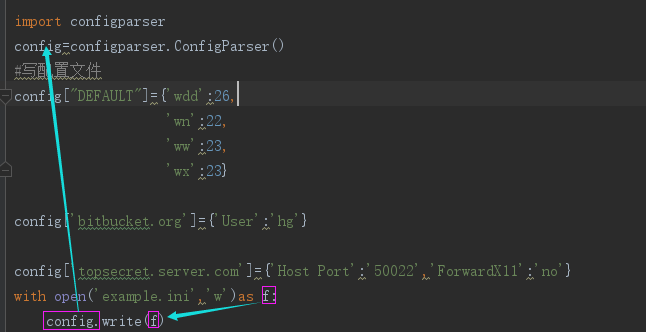 import configparser
config=configparser.ConfigParser()
#写配置文件
config["DEFAULT"]={'wdd':26,
'wn':22,
'ww':23,
'wx':23}
config['bitbucket.org']={'User':'hg'}
config['topsecret.server.com']={'Host Port':'50022','ForwardX11':'no'}
with open('example.ini','w')as f:
config.write(f)